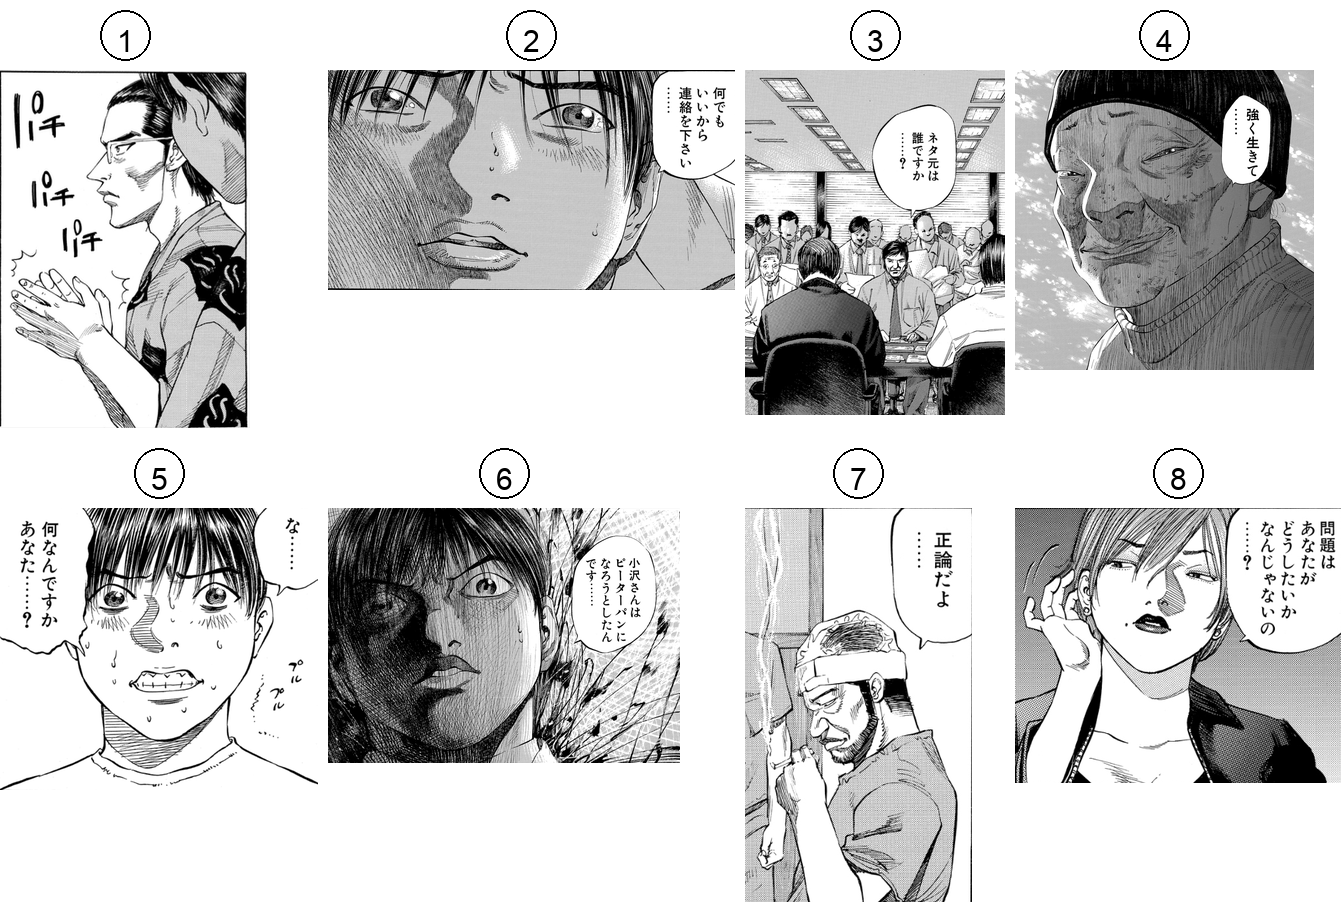 1
パチ
パチ
パチ
2
何でも
いいから
連絡を下さい
……
3
ネタ元は
誰ですか
……?
4
強く生きて
……
5
な……
何なんですか
あなた……?
プル
プル
6
小沢さんは
ピーターパンに
なろうとしたん
です……
7
正論だよ
……
8
問題は
あなたが
どうしたいか
なんじゃないの
……?